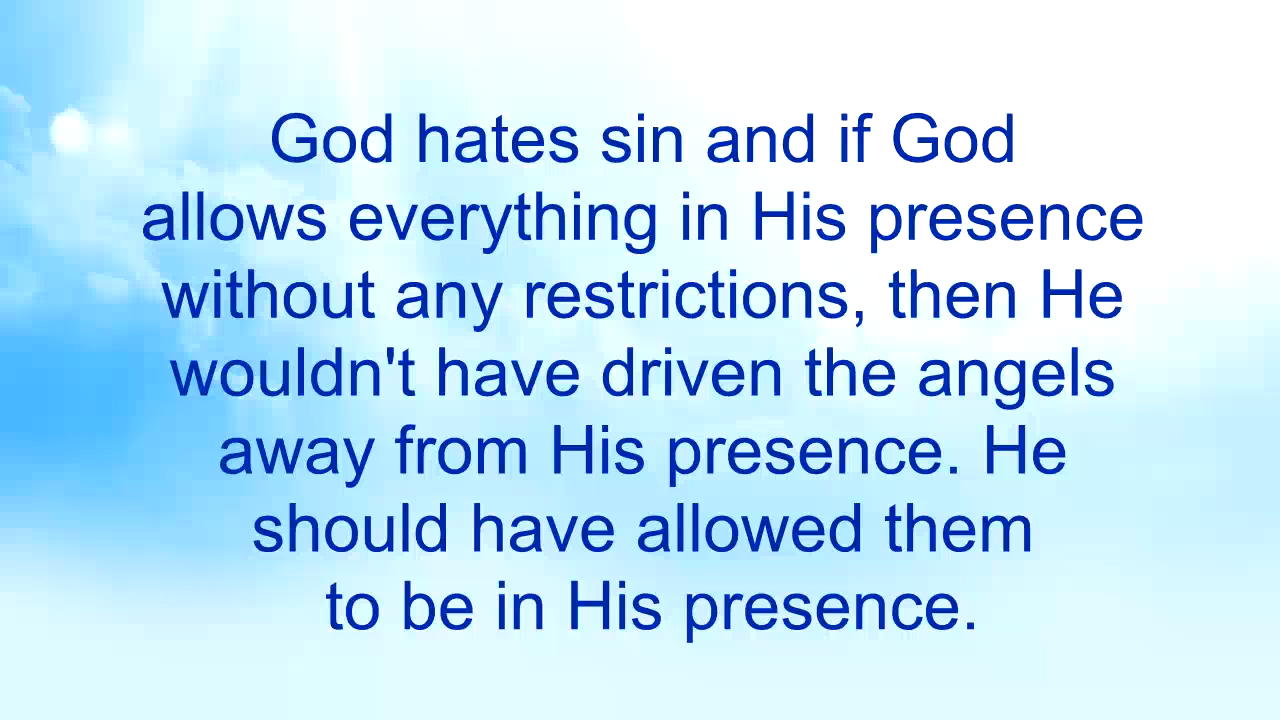 God hates sin and if God
allows everything in His presence
without any restrictions, then He
wouldn't have driven the angels
away from His presence. He
should have allowed them
to be in His presence.